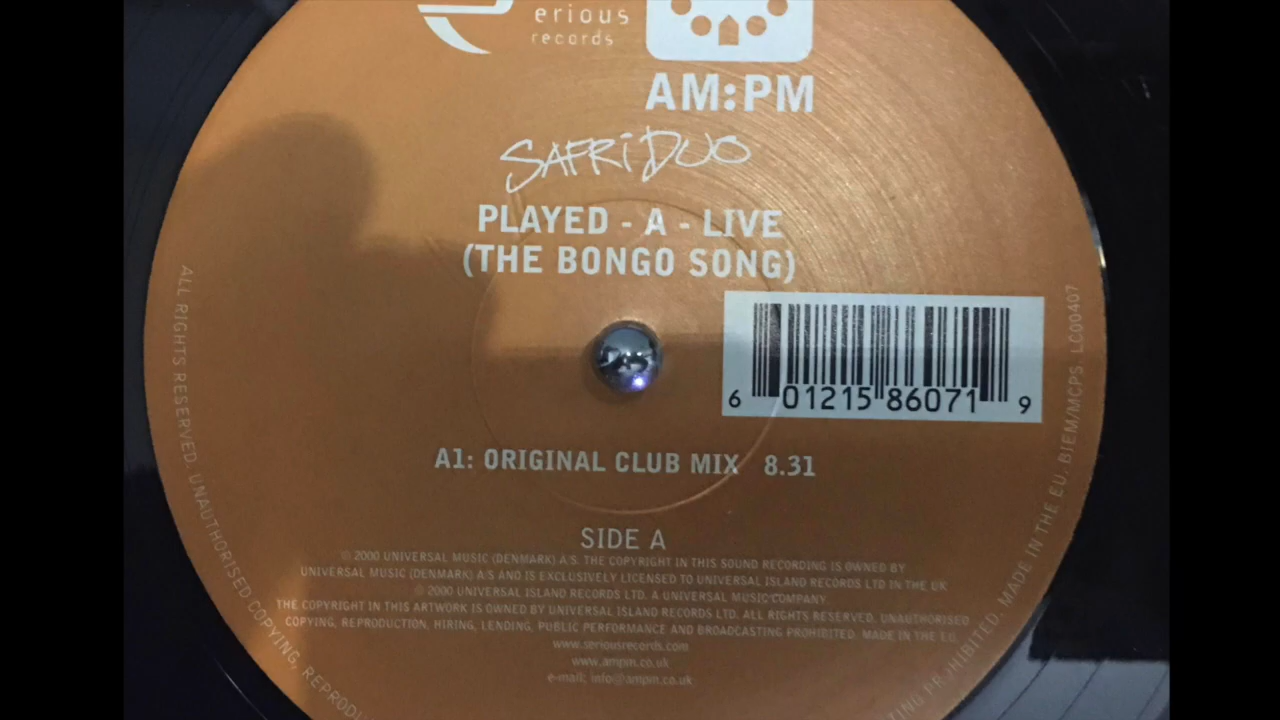 erious
records
AM:PM
SAFRi DUO
PLAYED - A - LIVE
(THE BONGO SONG)
6 01215 86071 9
A1: ORIGINAL CLUB MIX 8.31
SIDE A
℗ 2000 UNIVERSAL MUSIC (DENMARK) A/S. THE COPYRIGHT IN THIS SOUND RECORDING IS OWNED BY
UNIVERSAL MUSIC (DENMARK) A/S AND IS EXCLUSIVELY LICENSED TO UNIVERSAL ISLAND RECORDS LTD IN THE UK
© 2000 UNIVERSAL ISLAND RECORDS LTD. A UNIVERSAL MUSIC COMPANY
THE COPYRIGHT IN THIS ARTWORK IS OWNED BY UNIVERSAL ISLAND RECORDS LTD. ALL RIGHTS RESERVED. UNAUTHORISED
COPYING, REPRODUCTION, HIRING, LENDING, PUBLIC PERFORMANCE AND BROADCASTING PROHIBITED. MADE IN THE EU
www.seriousrecords.com
www.ampm.co.uk
e-mail: info@ampm.co.uk
ALL RIGHTS RESERVED. UNAUTHORISED COPYING, REPRODU
TING PROHIBITED. MADE IN THE EU. BIEM/MCPS. LC00407